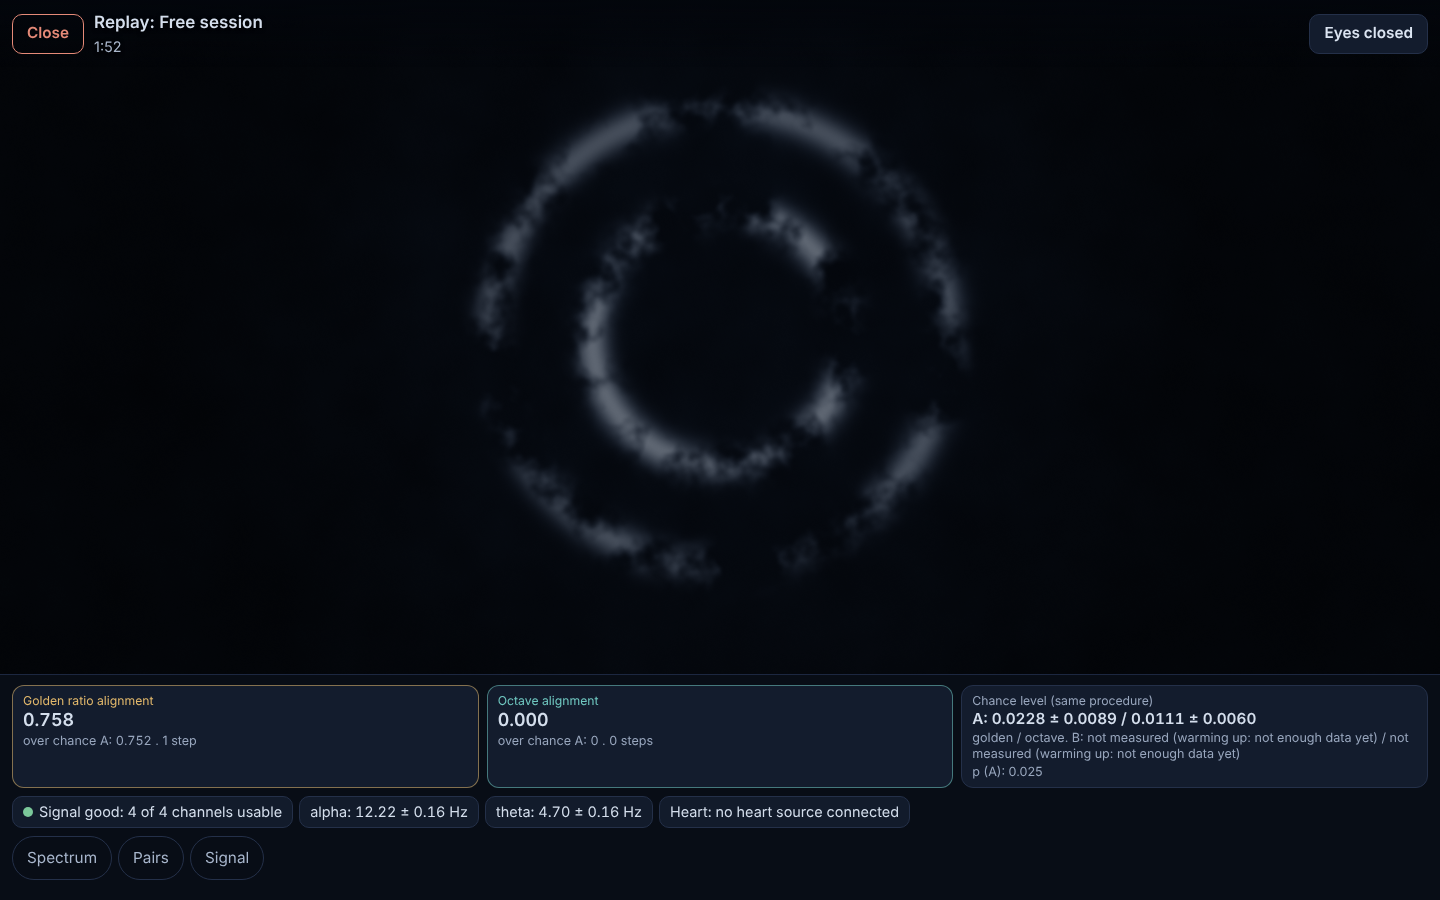 Close
Replay: Free session
1:52
Eyes closed
Golden ratio alignment
0.758
over chance A: 0.752 . 1 step
Octave alignment
0.000
over chance A: 0 . 0 steps
Chance level (same procedure)
A: 0.0228 ± 0.0089 / 0.0111 ± 0.0060
golden / octave. B: not measured (warming up: not enough data yet) / not
measured (warming up: not enough data yet)
p (A): 0.025
Signal good: 4 of 4 channels usable
alpha: 12.22 ± 0.16 Hz
theta: 4.70 ± 0.16 Hz
Heart: no heart source connected
Spectrum
Pairs
Signal